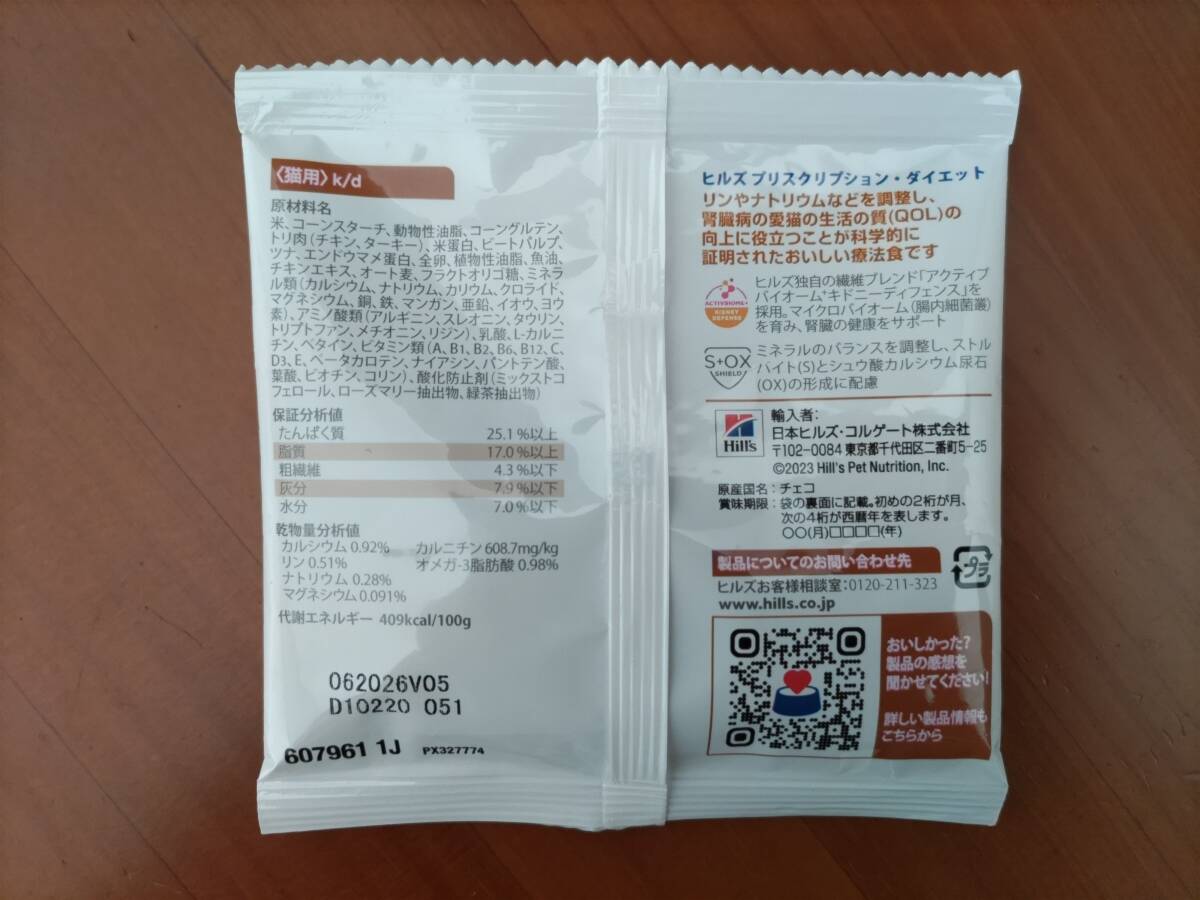 〈猫用〉k/d
原材料名
米、コーンスターチ、動物性油脂、コーングルテン、
トリ肉(チキン、ターキー)、米蛋白、ビートパルプ、
ツナ、エンドウマメ蛋白、全卵、植物性油脂、魚油、
チキンエキス、オート麦、フラクトオリゴ糖、ミネラ
ル類(カルシウム、ナトリウム、カリウム、クロライド、
マグネシウム、銅、鉄、マンガン、亜鉛、イオウ、ヨウ
素)、アミノ酸類(アルギニン、スレオニン、タウリン、
トリプトファン、メチオニン、リジン)、乳酸、L-カルニ
チン、ベタイン、ビタミン類(A、B1、B2、B6、B12、C、
D3、E、ベータカロテン、ナイアシン、パントテン酸、
葉酸、ビオチン、コリン)、酸化防止剤(ミックストコ
フェロール、ローズマリー抽出物、緑茶抽出物)
保証分析値
たんぱく質 25.1%以上
脂質 17.0%以上
粗繊維 4.3%以下
灰分 7.9%以下
水分 7.0%以下
乾物量分析値
カルシウム 0.92% カルニチン 608.7mg/kg
リン 0.51% オメガ-3脂肪酸 0.98%
ナトリウム 0.28%
マグネシウム 0.091%
代謝エネルギー 409kcal/100g
062026V05
D10220 051
607961 1J PX327774
ヒルズ プリスクリプション・ダイエット
リンやナトリウムなどを調整し、
腎臓病の愛猫の生活の質(QOL)の
向上に役立つことが科学的に
証明されたおいしい療法食です
ACTIVBIOME+
KIDNEY
DEFENSE
ヒルズ独自の繊維ブレンド「アクティブ
バイオーム+キドニーディフェンス」を
採用。マイクロバイオーム(腸内細菌叢)
を育み、腎臓の健康をサポート
S+OX
SHIELD
ミネラルのバランスを調整し、ストル
バイト(S)とシュウ酸カルシウム尿石
(OX)の形成に配慮
Hill's
輸入者:
日本ヒルズ・コルゲート株式会社
〒102-0084 東京都千代田区二番町5-25
©2023 Hill's Pet Nutrition, Inc.
原産国名:チェコ
賞味期限:袋の裏面に記載。初めの2桁が月、
次の4桁が西暦年を表します。
○○(月)□□□□(年)
製品についてのお問い合わせ先
プラ
ヒルズお客様相談室:0120-211-323
www.hills.co.jp
おいしかった?
製品の感想を
聞かせてください!
詳しい製品情報も
こちらから